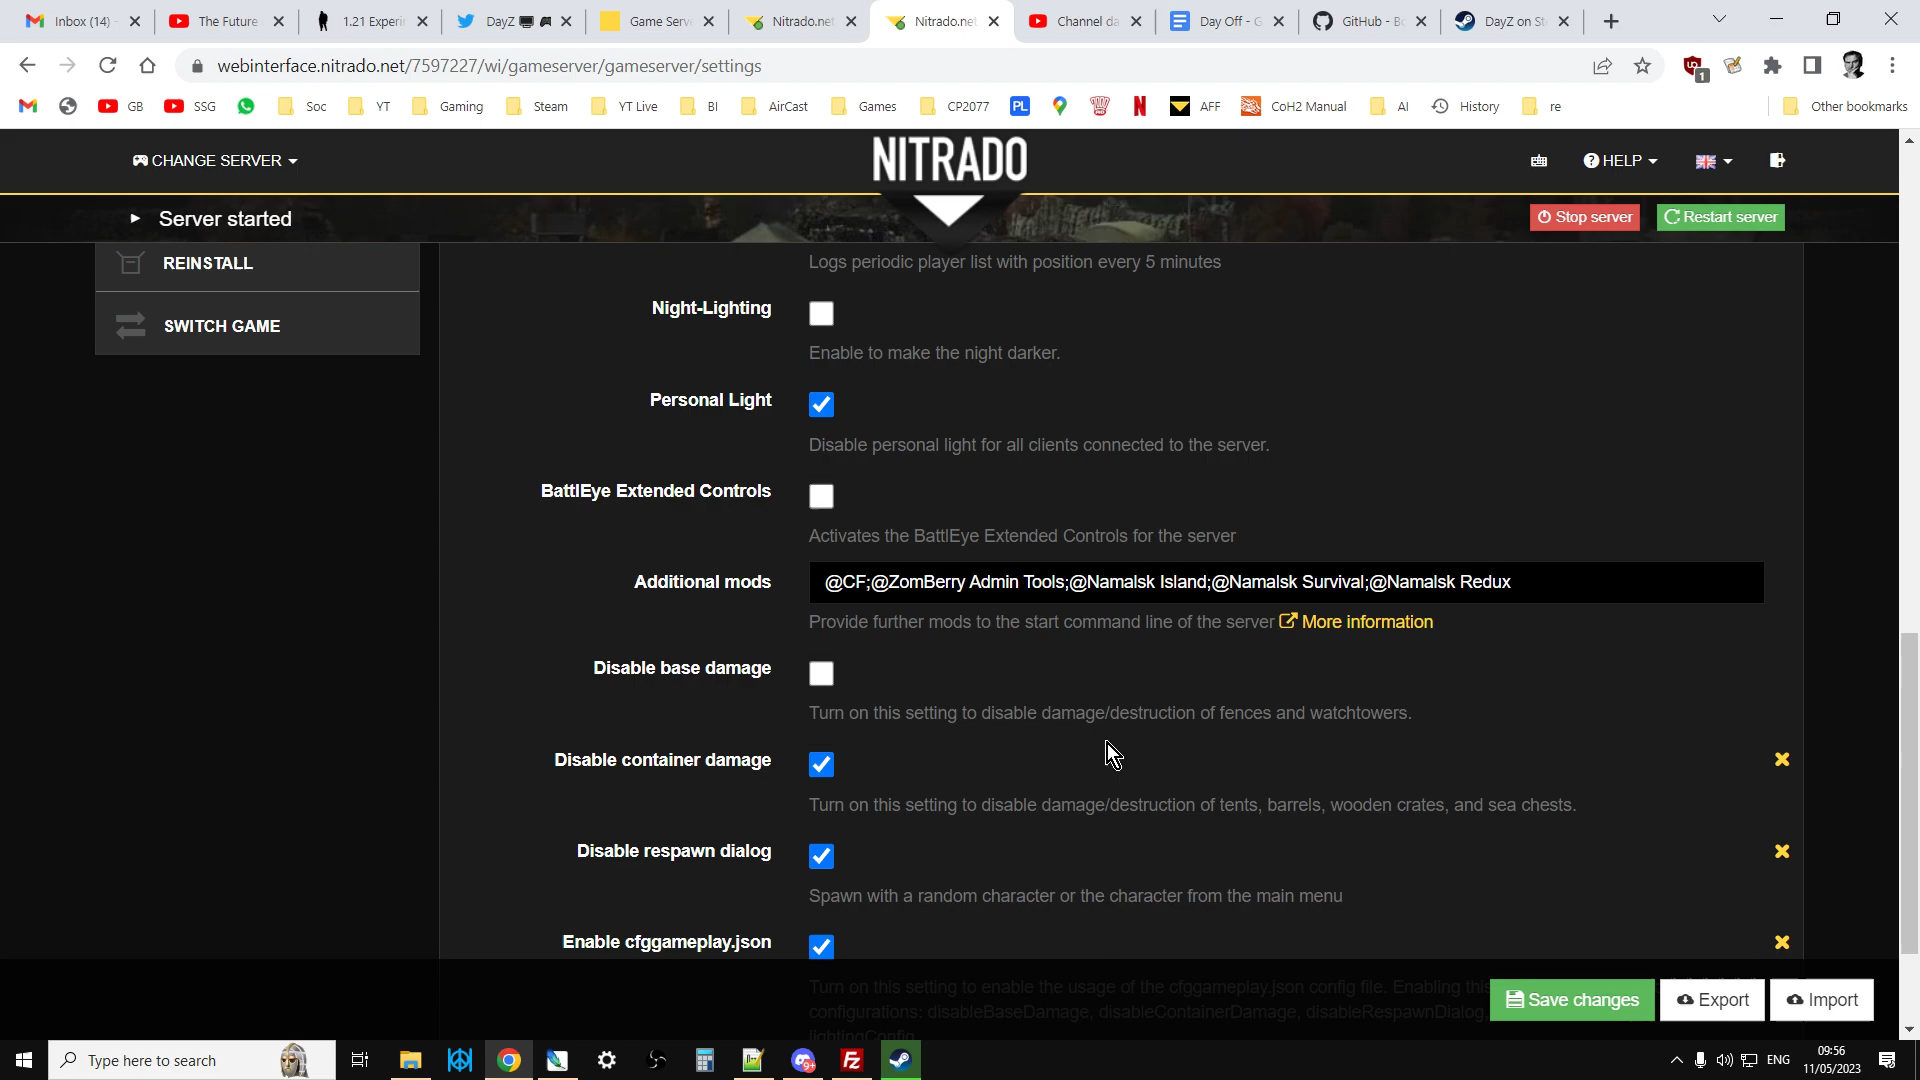 Inbox (14) -
The Future
1.21 Experi
DayZ
Game Serv
Nitrado.net
Nitrado.net
Channel da
Day Off - G
GitHub - Bo
DayZ on St
webinterface.nitrado.net/7597227/wi/gameserver/gameserver/settings
1
GB
SSG
Soc
YT
Gaming
Steam
YT Live
BI
AirCast
Games
CP2077
PL
AFF
CoH2 Manual
AI
History
re
Other bookmarks
CHANGE SERVER
NITRADO
HELP
Server started
Stop server
Restart server
REINSTALL
SWITCH GAME
Logs periodic player list with position every 5 minutes
Night-Lighting
Enable to make the night darker.
Personal Light
Disable personal light for all clients connected to the server.
BattlEye Extended Controls
Activates the BattlEye Extended Controls for the server
Additional mods
@CF;@ZomBerry Admin Tools;@Namalsk Island;@Namalsk Survival;@Namalsk Redux
Provide further mods to the start command line of the server More information
Disable base damage
Turn on this setting to disable damage/destruction of fences and watchtowers.
Disable container damage
Turn on this setting to disable damage/destruction of tents, barrels, wooden crates, and sea chests.
Disable respawn dialog
Spawn with a random character or the character from the main menu
Enable cfggameplay.json
Turn on this setting to enable the usage of the cfggameplay.json config file. Enabling this
configurations: disableBaseDamage, disableContainerDamage, disableRespawnDialog,
lightingConfig
Save changes
Export
Import
Type here to search
ENG
09:56
11/05/2023